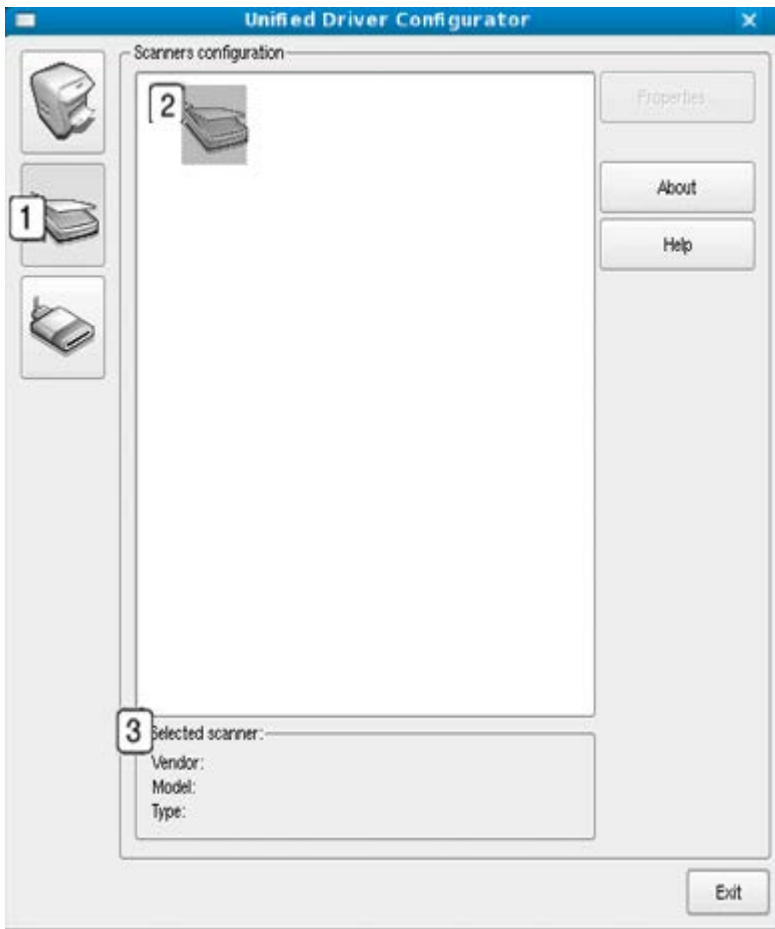 Unified Driver Configurator
Scanners configuration
2
Properties...
1
About
Help
3
Selected scanner:
Vendor:
Model:
Type:
Exit